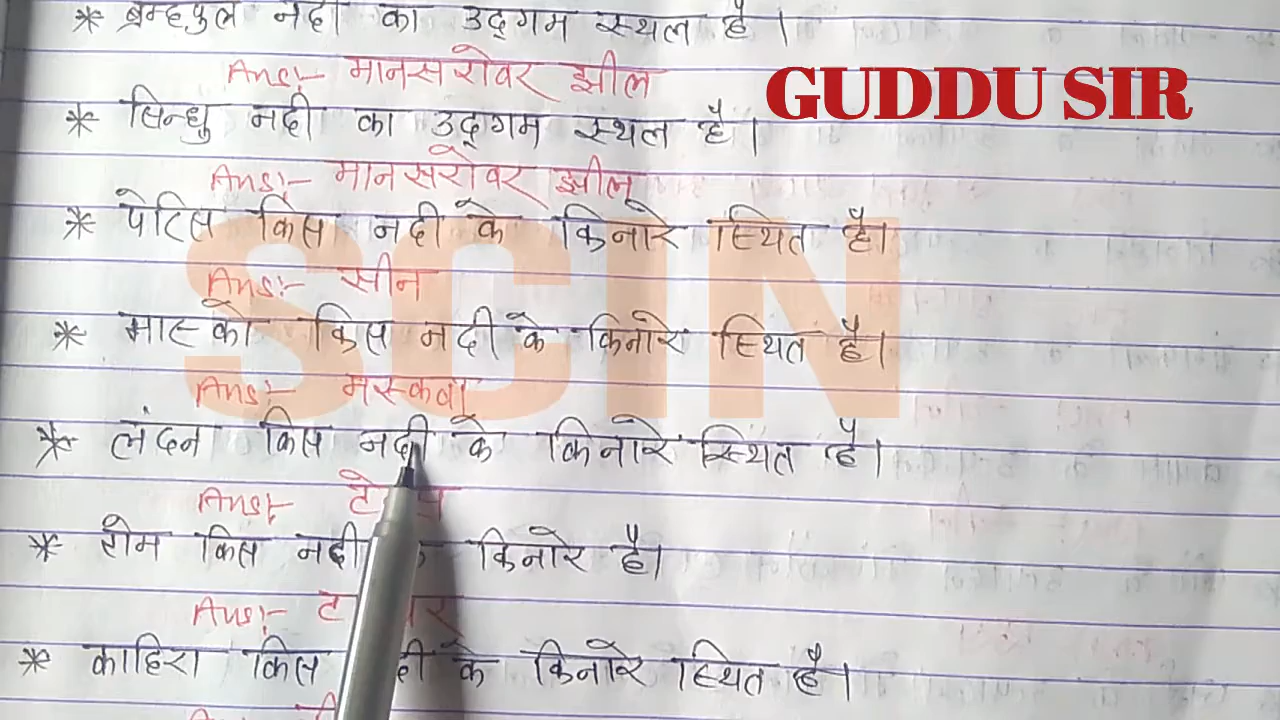 * ब्रम्हपुत्र नदी का उद्गम स्थल है ।
Ans:- मानसरोवर झील
GUDDU SIR
* सिन्धु नदी का उद्गम स्थल है ।
Ans:- मानसरोवर झील
* पेरिस किस नदी के किनारे स्थित है।
Ans:- सीन
* मास्को किस नदी के किनारे स्थित है।
Ans:- मस्कवा
* लंदन किस नदी के किनारे स्थित है।
Ans:-
* रोम किस नदी किनारे है।
Ans:-
* काहिरा किस के किनारे स्थित है।
SCIN